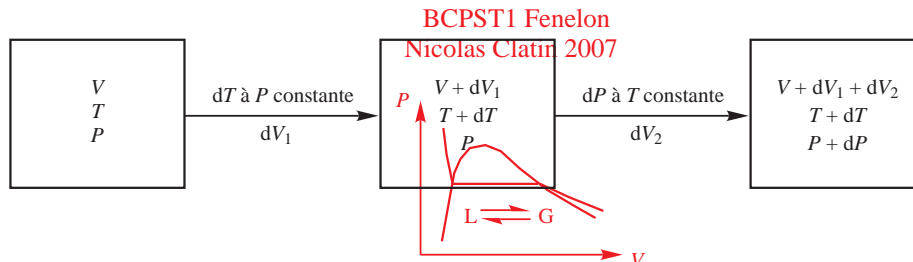 BCPST1 Fenelon
Nicolas Clatin 2007
V
T
P
dT à P constante
dV₁
V + dV₁
T + dT
P
dP à T constante
dV₂
V + dV₁ + dV₂
T + dT
P + dP
P
L ⇌ G
V